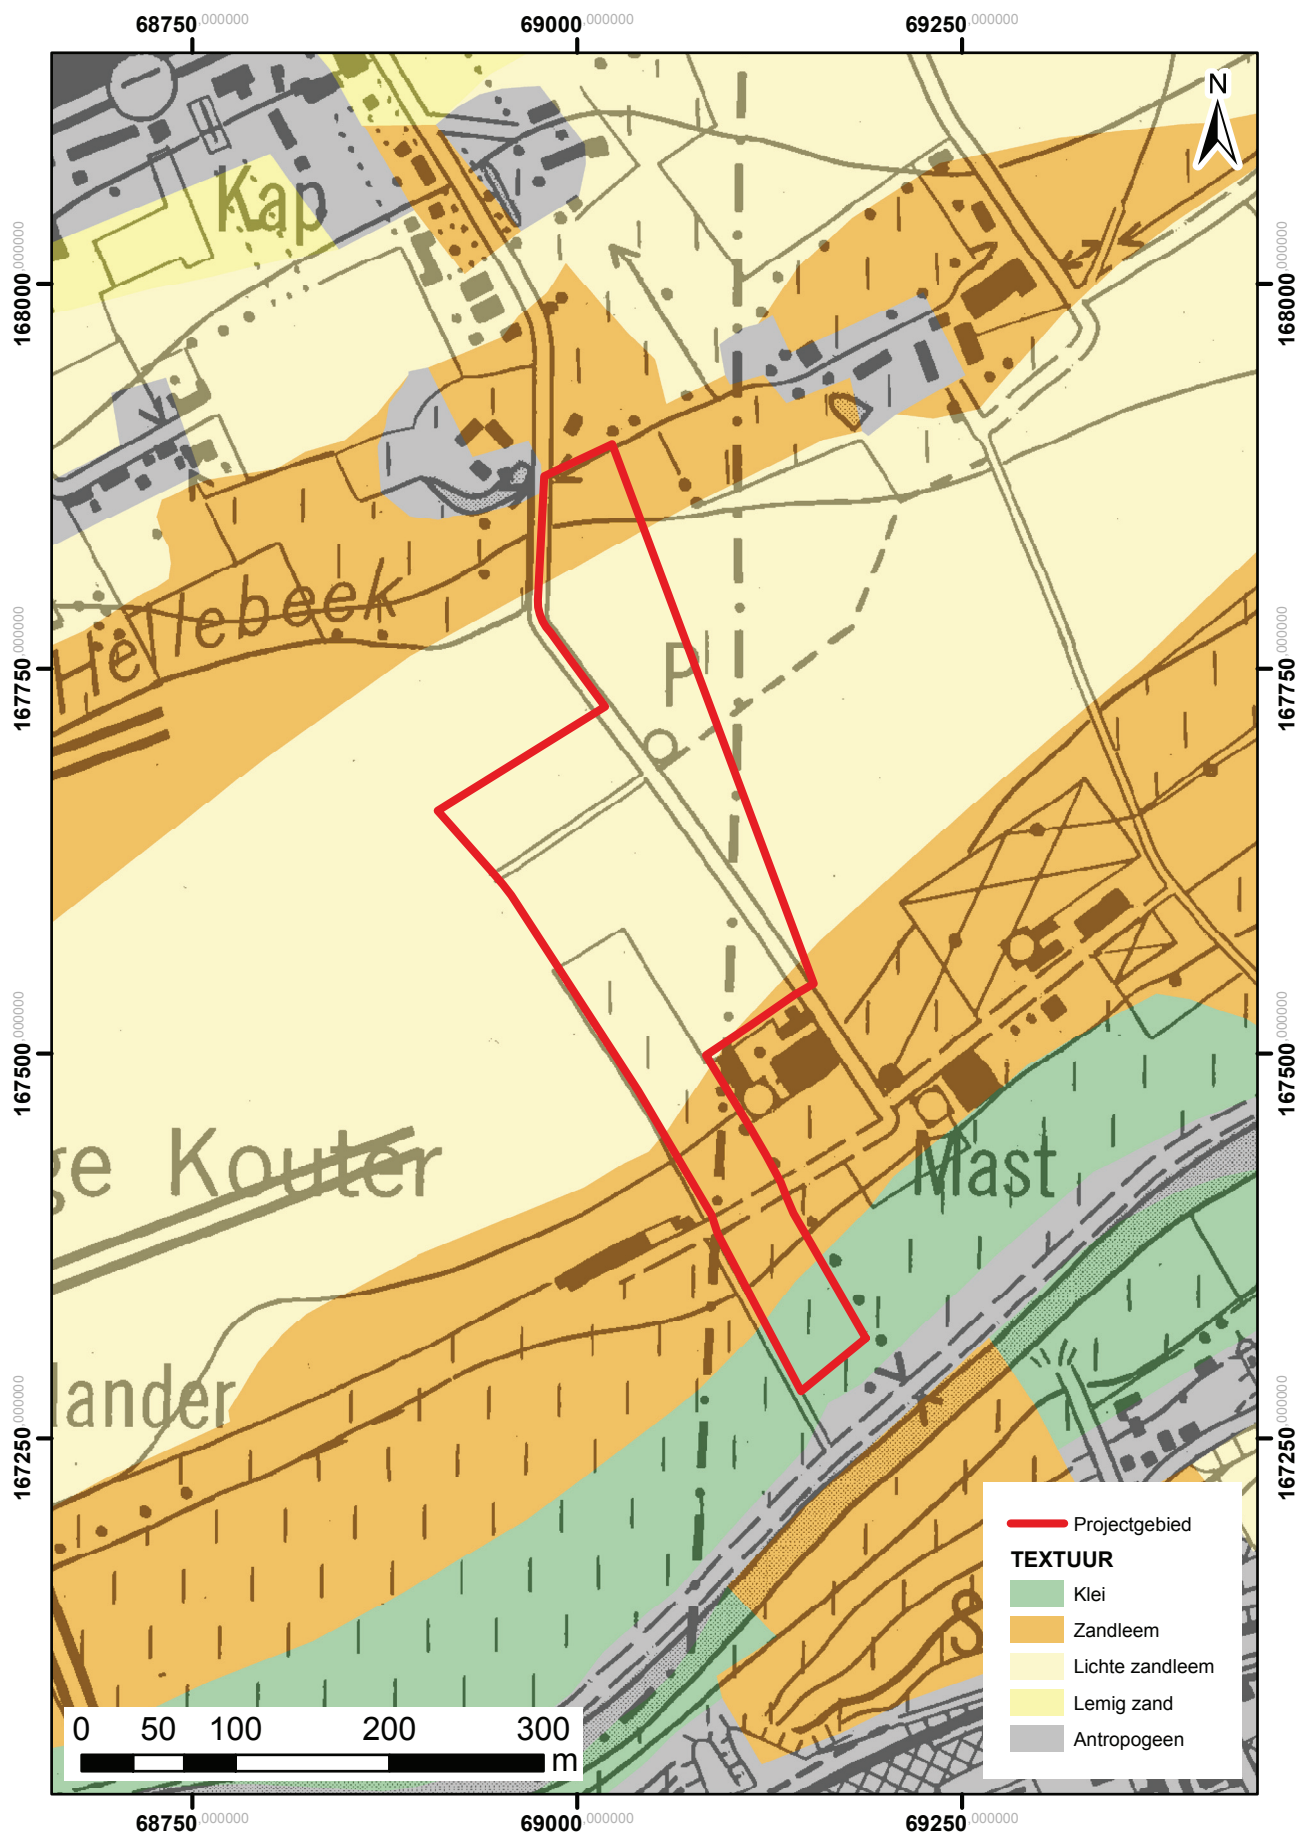 68750,000000 69000,000000 69250,000000
N
Kap
168000,000000 168000,000000
Hellebeek
P
167750,000000 167750,000000
167500,000000 167500,000000
ge Kouter
Mast
lander
167250,000000 167250,000000
S
Projectgebied
TEXTUUR
Klei
Zandleem
Lichte zandleem
Lemig zand
Antropogeen
0 50 100 200 300
m
68750,000000 69000,000000 69250,000000